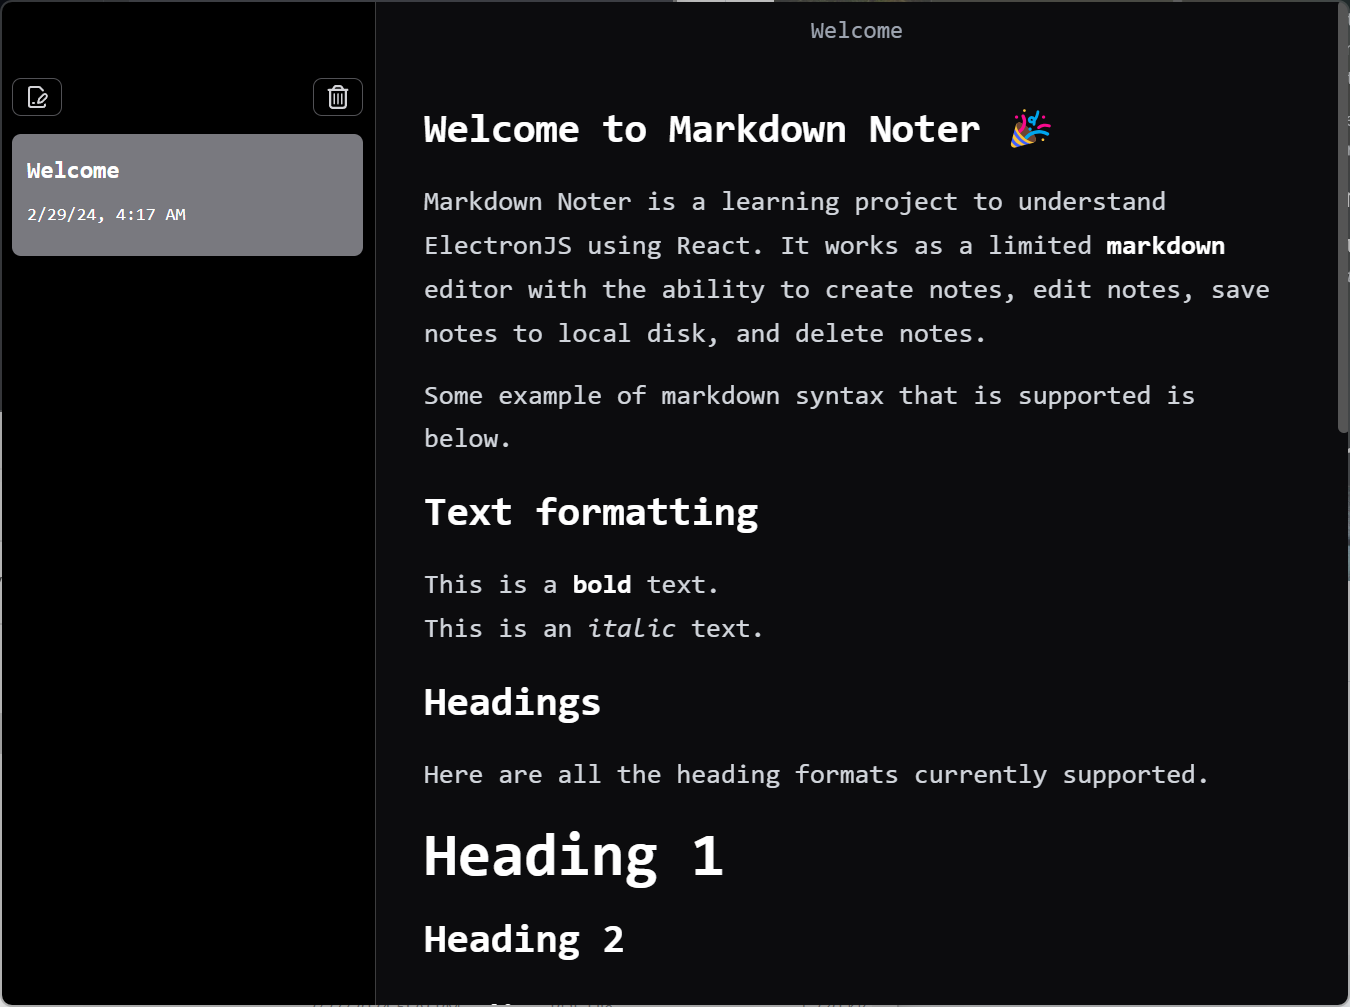 Welcome
Welcome
2/29/24, 4:17 AM
Welcome to Markdown Noter 🎉
Markdown Noter is a learning project to understand
ElectronJS using React. It works as a limited markdown
editor with the ability to create notes, edit notes, save
notes to local disk, and delete notes.
Some example of markdown syntax that is supported is
below.
Text formatting
This is a bold text.
This is an italic text.
Headings
Here are all the heading formats currently supported.
Heading 1
Heading 2